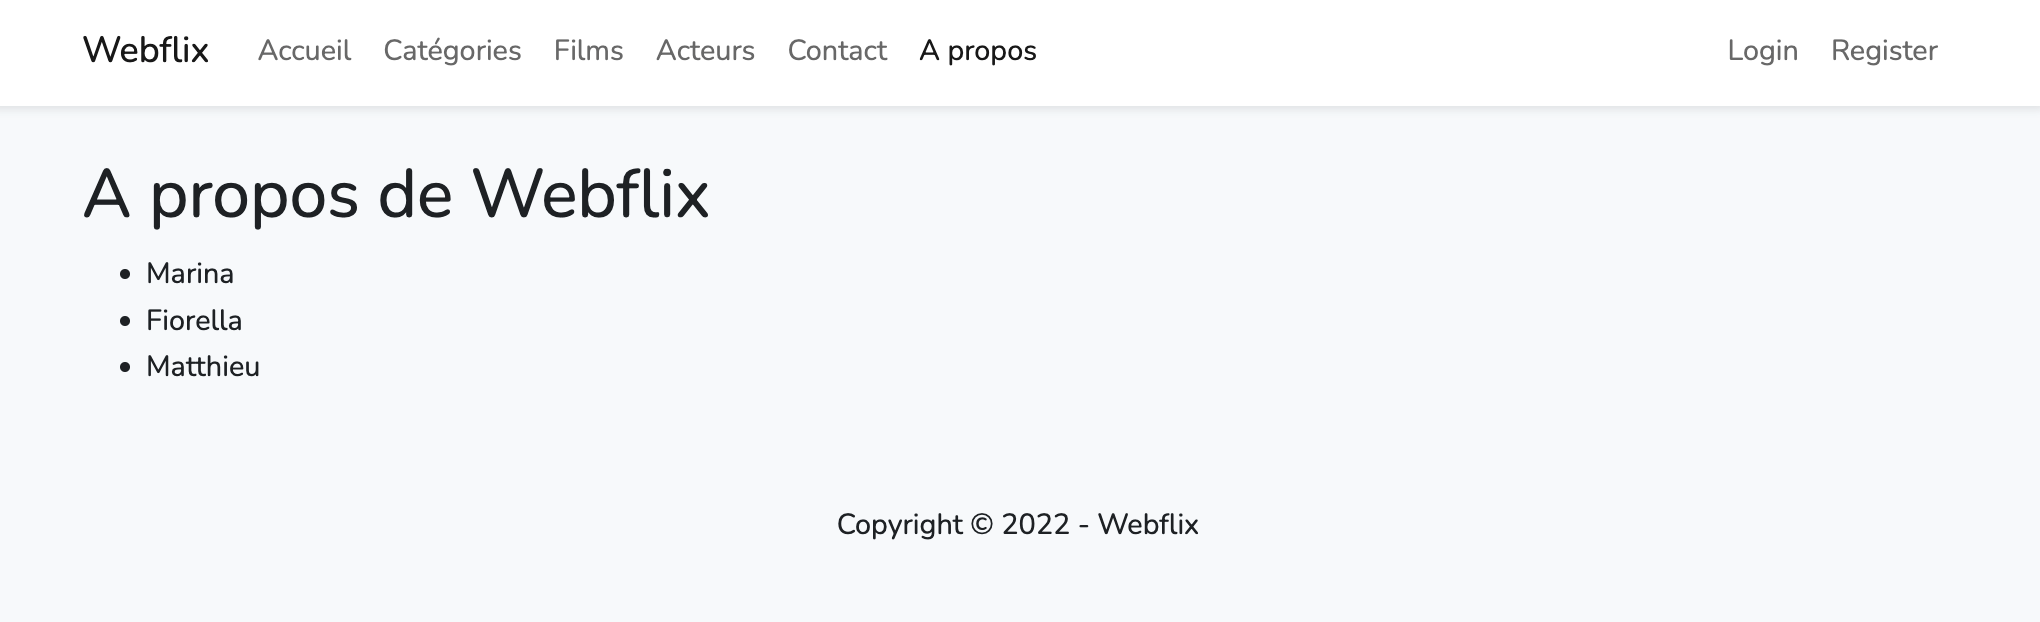 Webflix Accueil Catégories Films Acteurs Contact A propos Login Register
A propos de Webflix
Marina
Fiorella
Matthieu
Copyright © 2022 - Webflix